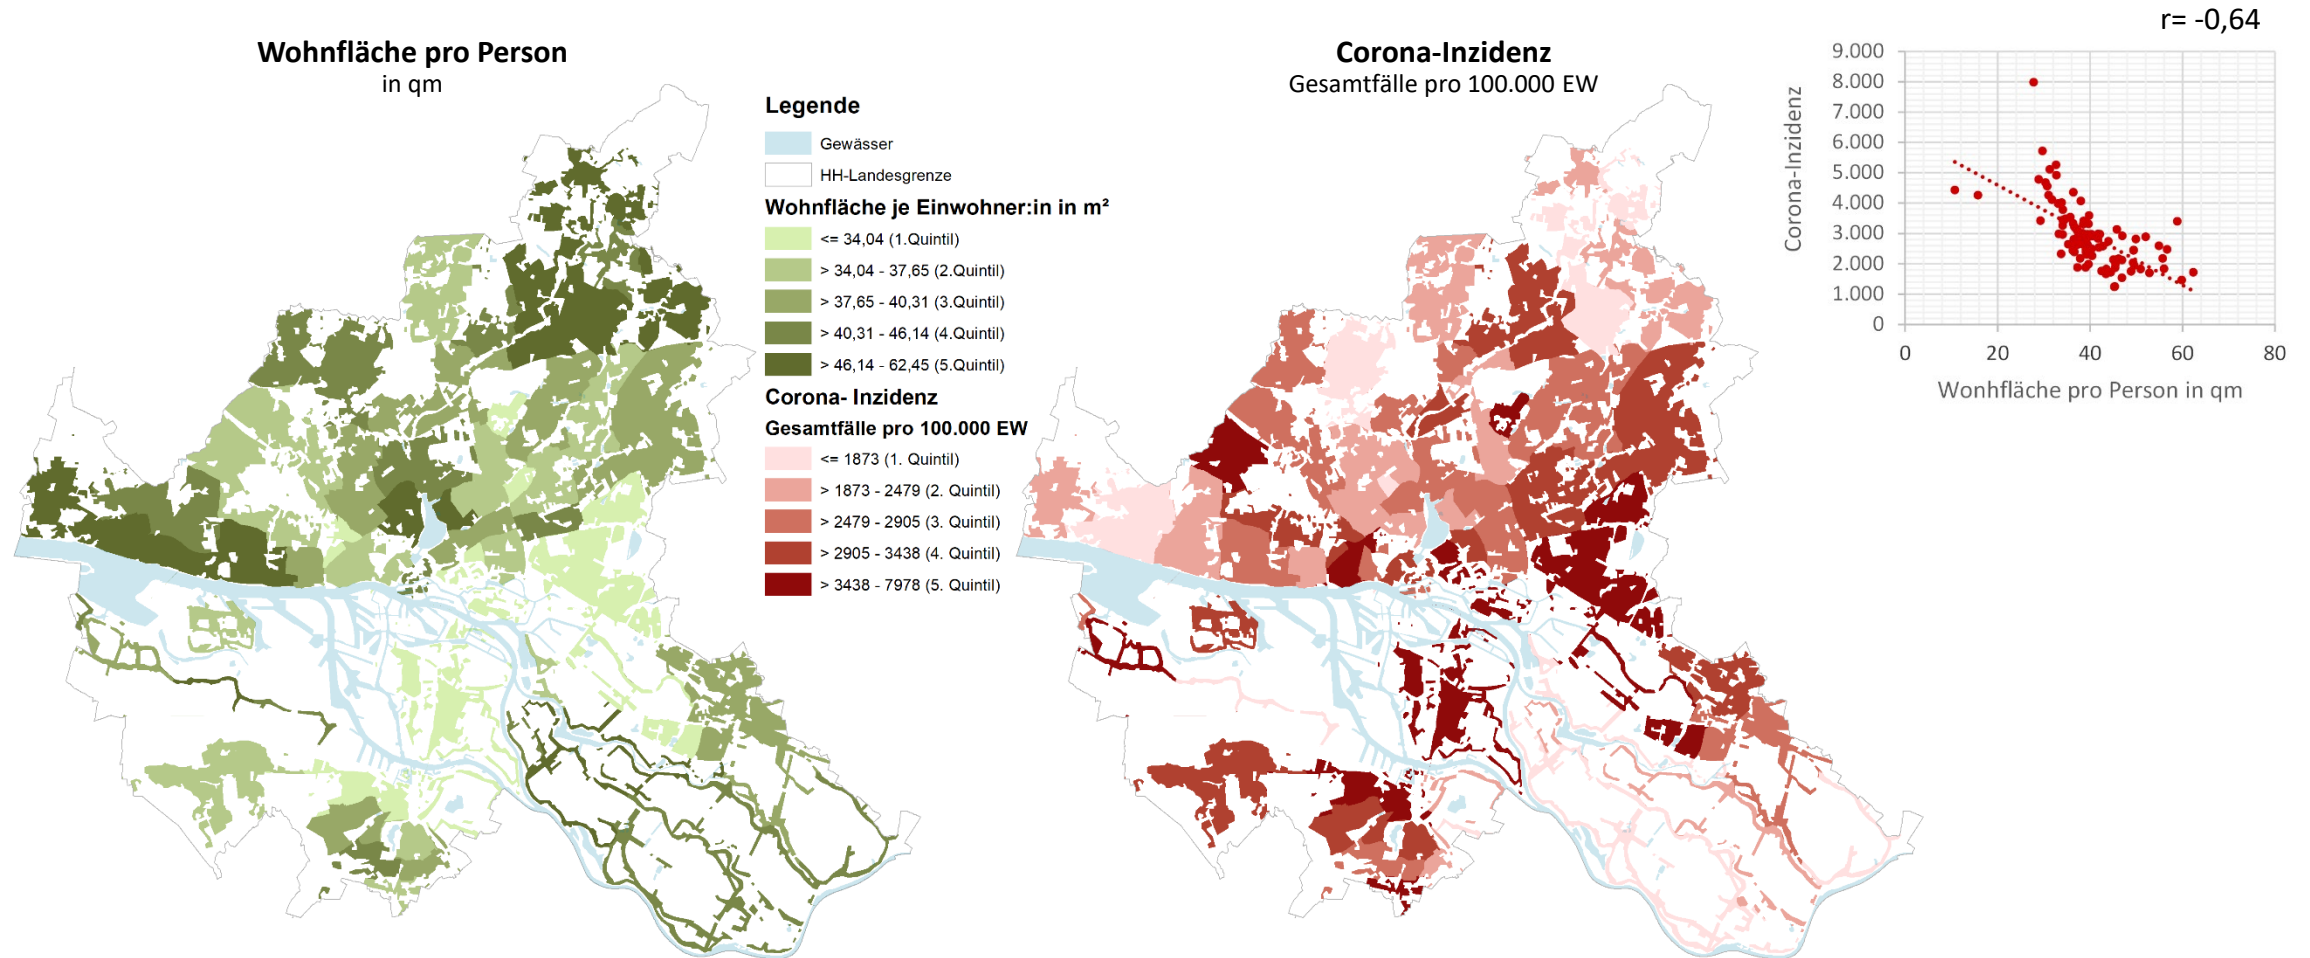 Wohnfläche pro Person
in qm
Legende
Gewässer
HH-Landesgrenze
Wohnfläche je Einwohner:in in m²
<= 34,04 (1.Quintil)
> 34,04 - 37,65 (2.Quintil)
> 37,65 - 40,31 (3.Quintil)
> 40,31 - 46,14 (4.Quintil)
> 46,14 - 62,45 (5.Quintil)
Corona- Inzidenz
Gesamtfälle pro 100.000 EW
<= 1873 (1. Quintil)
> 1873 - 2479 (2. Quintil)
> 2479 - 2905 (3. Quintil)
> 2905 - 3438 (4. Quintil)
> 3438 - 7978 (5. Quintil)
Corona-Inzidenz
Gesamtfälle pro 100.000 EW
r= -0,64
Corona-Inzidenz
9.000
8.000
7.000
6.000
5.000
4.000
3.000
2.000
1.000
0
0 20 40 60 80
Wonhfläche pro Person in qm